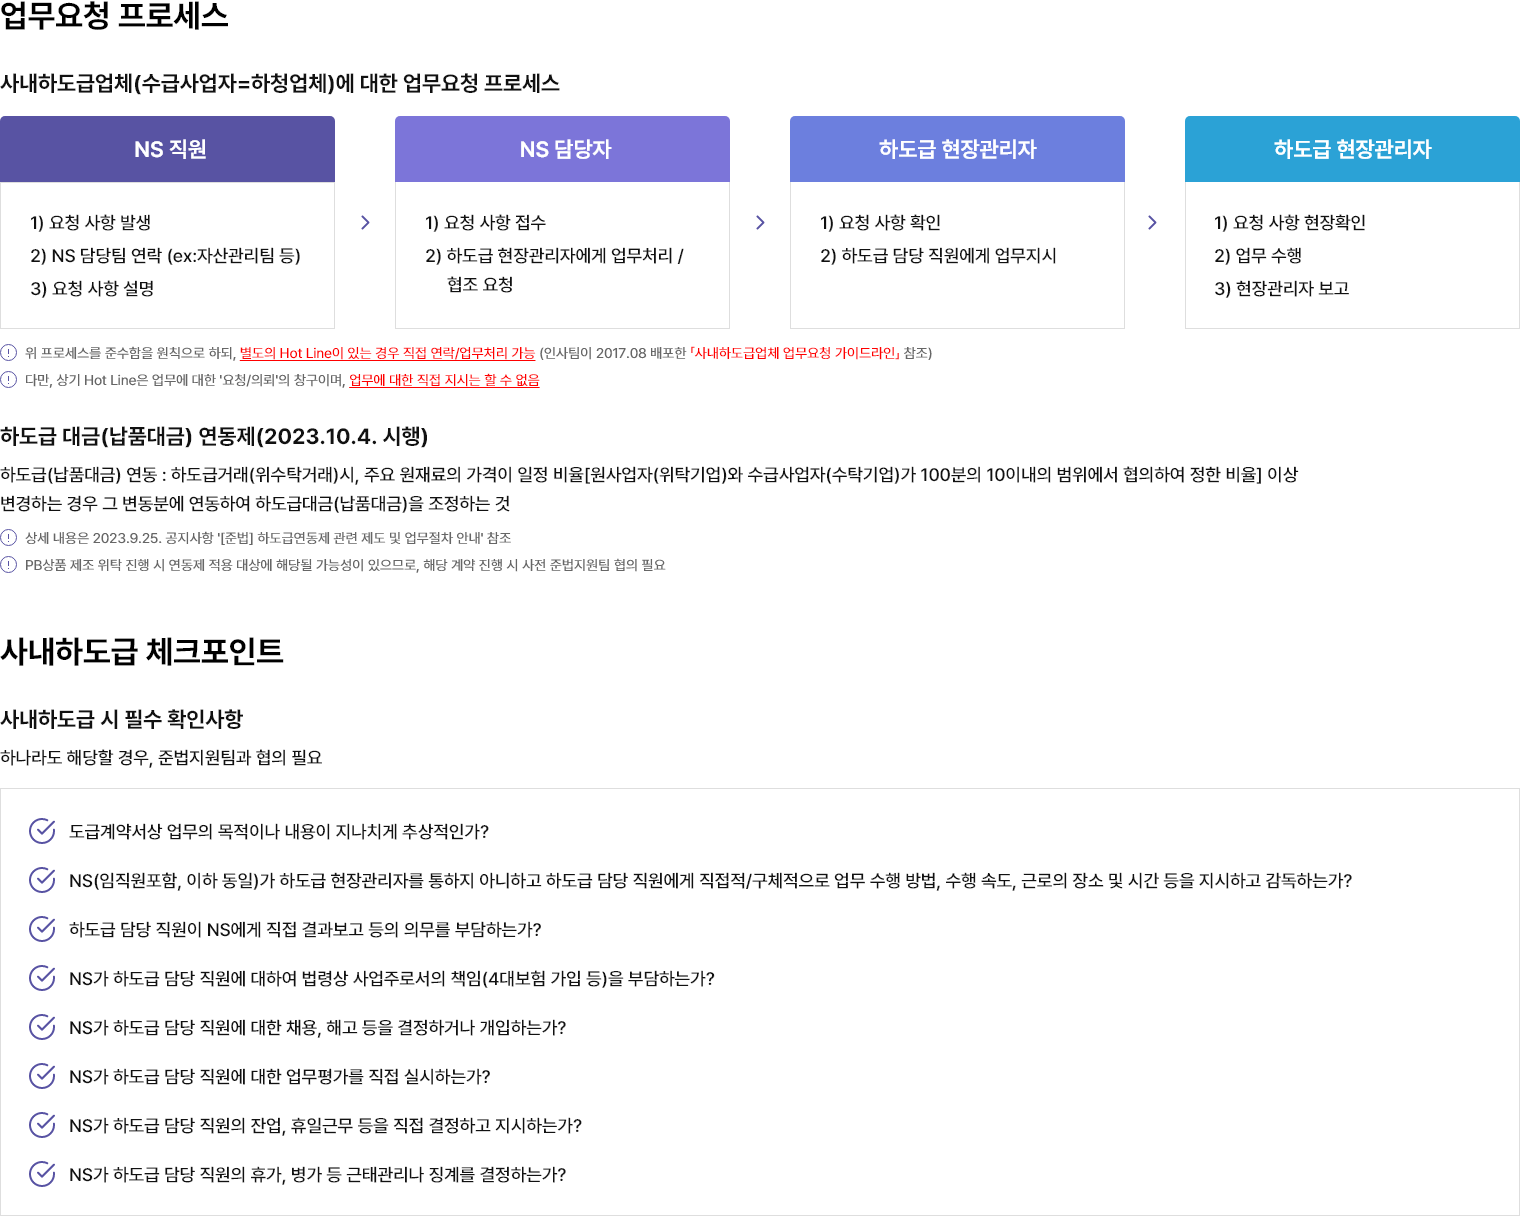 업무요청 프로세스
사내하도급업체(수급사업자=하청업체)에 대한 업무요청 프로세스
NS 직원
1) 요청 사항 발생
2) NS 담당팀 연락 (ex:자산관리팀 등)
3) 요청 사항 설명
NS 담당자
1) 요청 사항 접수
2) 하도급 현장관리자에게 업무처리 /
협조 요청
하도급 현장관리자
1) 요청 사항 확인
2) 하도급 담당 직원에게 업무지시
하도급 현장관리자
1) 요청 사항 현장확인
2) 업무 수행
3) 현장관리자 보고
위 프로세스를 준수함을 원칙으로 하되, 별도의 Hot Line이 있는 경우 직접 연락/업무처리 가능 (인사팀이 2017.08 배포한 「사내하도급업체 업무요청 가이드라인」 참조)
다만, 상기 Hot Line은 업무에 대한 '요청/의뢰'의 창구이며, 업무에 대한 직접 지시는 할 수 없음
하도급 대금(납품대금) 연동제(2023.10.4. 시행)
하도급(납품대금) 연동 : 하도급거래(위수탁거래)시, 주요 원재료의 가격이 일정 비율[원사업자(위탁기업)와 수급사업자(수탁기업)가 100분의 10이내의 범위에서 협의하여 정한 비율] 이상
변경하는 경우 그 변동분에 연동하여 하도급대금(납품대금)을 조정하는 것
상세 내용은 2023.9.25. 공지사항 '[준법] 하도급연동제 관련 제도 및 업무절차 안내' 참조
PB상품 제조 위탁 진행 시 연동제 적용 대상에 해당될 가능성이 있으므로, 해당 계약 진행 시 사전 준법지원팀 협의 필요
사내하도급 체크포인트
사내하도급 시 필수 확인사항
하나라도 해당할 경우, 준법지원팀과 협의 필요
도급계약서상 업무의 목적이나 내용이 지나치게 추상적인가?
NS(임직원포함, 이하 동일)가 하도급 현장관리자를 통하지 아니하고 하도급 담당 직원에게 직접적/구체적으로 업무 수행 방법, 수행 속도, 근로의 장소 및 시간 등을 지시하고 감독하는가?
하도급 담당 직원이 NS에게 직접 결과보고 등의 의무를 부담하는가?
NS가 하도급 담당 직원에 대하여 법령상 사업주로서의 책임(4대보험 가입 등)을 부담하는가?
NS가 하도급 담당 직원에 대한 채용, 해고 등을 결정하거나 개입하는가?
NS가 하도급 담당 직원에 대한 업무평가를 직접 실시하는가?
NS가 하도급 담당 직원의 잔업, 휴일근무 등을 직접 결정하고 지시하는가?
NS가 하도급 담당 직원의 휴가, 병가 등 근태관리나 징계를 결정하는가?